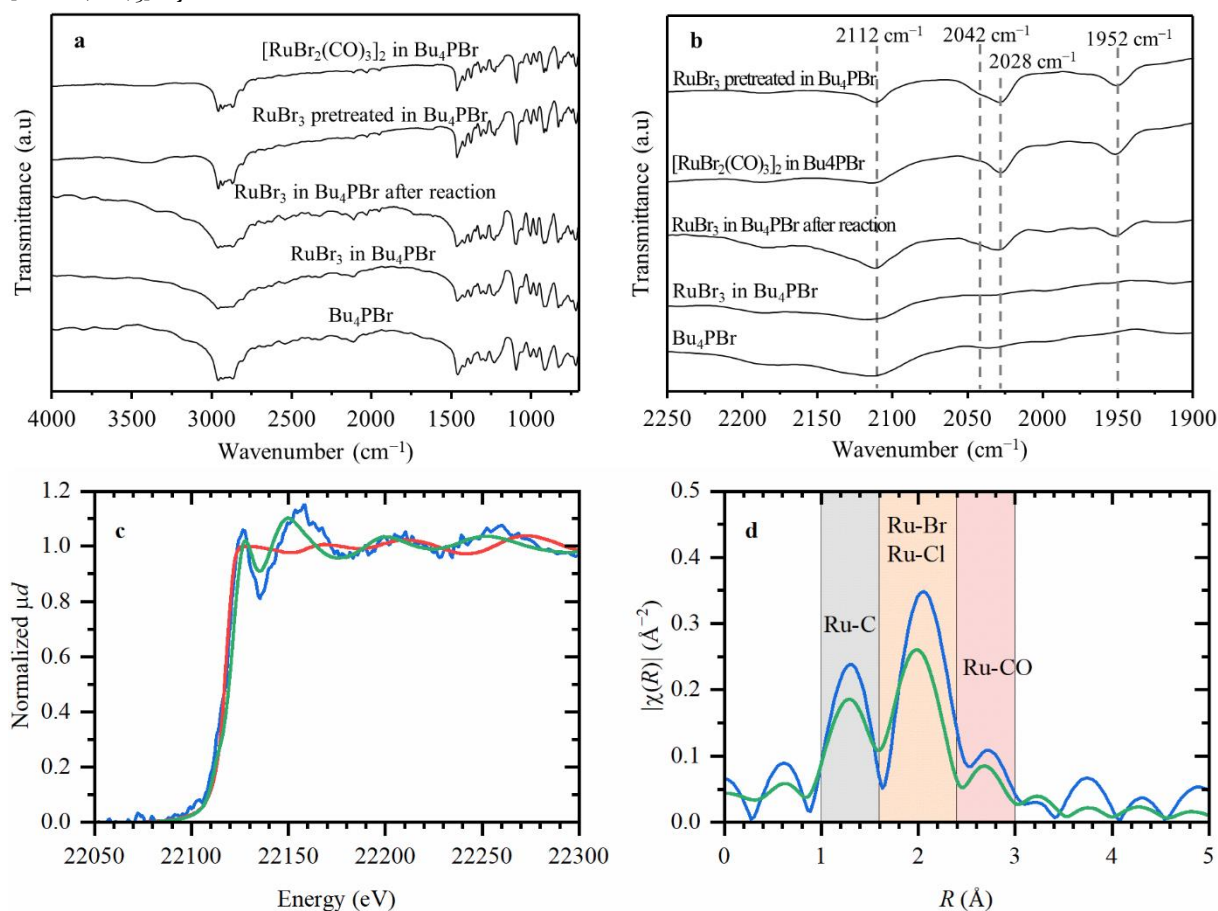 a
[RuBr₂(CO)₃]₂ in Bu₄PBr
RuBr₃ pretreated in Bu₄PBr
RuBr₃ in Bu₄PBr after reaction
RuBr₃ in Bu₄PBr
Bu₄PBr
Transmittance (a.u)
4000 3500 3000 2500 2000 1500 1000
Wavenumber (cm⁻¹)
b
2112 cm⁻¹
2042 cm⁻¹
2028 cm⁻¹
1952 cm⁻¹
RuBr₃ pretreated in Bu₄PBr
[RuBr₂(CO)₃]₂ in Bu4PBr
RuBr₃ in Bu₄PBr after reaction
RuBr₃ in Bu₄PBr
Bu₄PBr
Transmittance (a.u)
2250 2200 2150 2100 2050 2000 1950 1900
Wavenumber (cm⁻¹)
c
Normalized μd
1.2
1.0
0.8
0.6
0.4
0.2
0.0
22050 22100 22150 22200 22250 22300
Energy (eV)
d
Ru-C
Ru-Br
Ru-Cl
Ru-CO
|χ(R)| (Å⁻²)
0.5
0.4
0.3
0.2
0.1
0.0
0 1 2 3 4 5
R (Å)